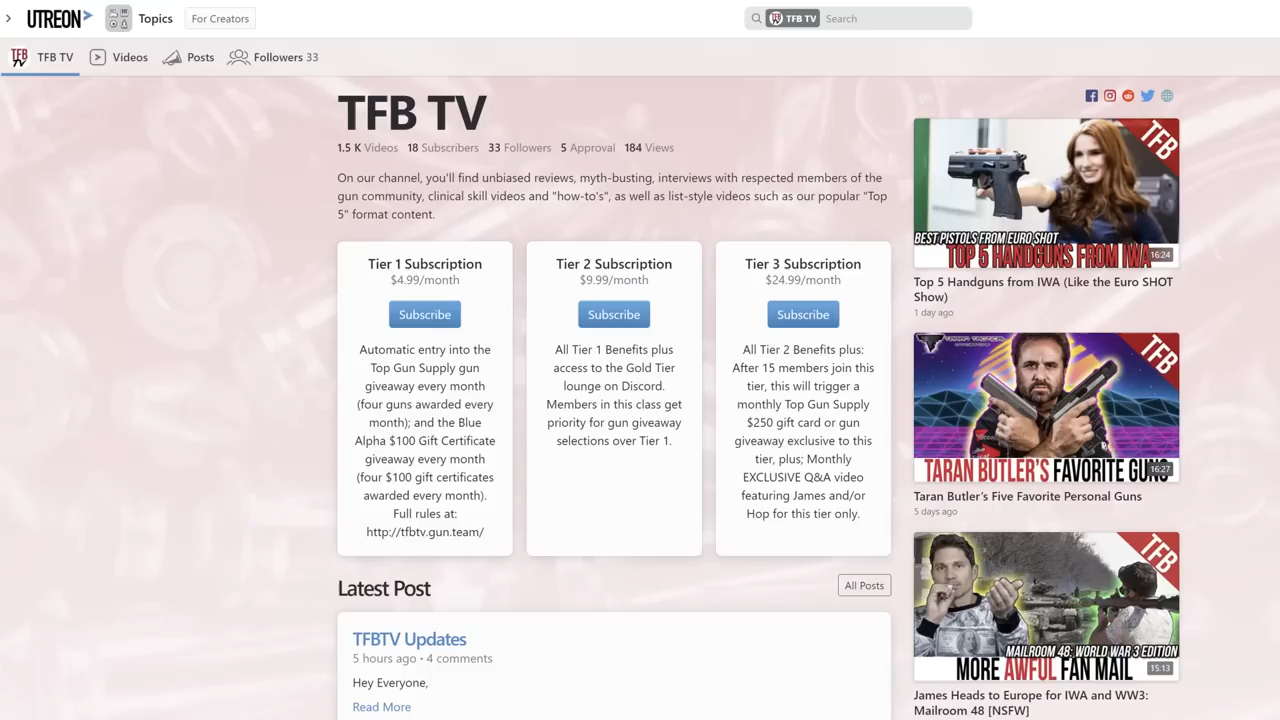 UTREON
Topics
For Creators
TFB TV
Search
TFB TV
TFB TV
Videos
Posts
Followers 33
TFB TV
1.5 K Videos 18 Subscribers 33 Followers 5 Approval 184 Views
On our channel, you'll find unbiased reviews, myth-busting, interviews with respected members of the
gun community, clinical skill videos and "how-to's", as well as list-style videos such as our popular "Top
5" format content.
Tier 1 Subscription
$4.99/month
Subscribe
Automatic entry into the
Top Gun Supply gun
giveaway every month
(four guns awarded every
month); and the Blue
Alpha $100 Gift Certificate
giveaway every month
(four $100 gift certificates
awarded every month).
Full rules at:
http://tfbtv.gun.team/
Tier 2 Subscription
$9.99/month
Subscribe
All Tier 1 Benefits plus
access to the Gold Tier
lounge on Discord.
Members in this class get
priority for gun giveaway
selections over Tier 1.
Tier 3 Subscription
$24.99/month
Subscribe
All Tier 2 Benefits plus:
After 15 members join this
tier, this will trigger a
monthly Top Gun Supply
$250 gift card or gun
giveaway exclusive to this
tier, plus; Monthly
EXCLUSIVE Q&A video
featuring James and/or
Hop for this tier only.
Latest Post
All Posts
TFBTV Updates
5 hours ago • 4 comments
Hey Everyone,
Read More
TFB
BEST PISTOLS FROM EURO SHOT
TOP 5 HANDGUNS FROM IWA
16:24
Top 5 Handguns from IWA (Like the Euro SHOT
Show)
1 day ago
TARAN TACTICAL
TFB
TARAN BUTLER'S FAVORITE GUNS
16:27
Taran Butler's Five Favorite Personal Guns
5 days ago
TFB
MAILROOM 48: WORLD WAR 3 EDITION
MORE AWFUL FAN MAIL
15:13
James Heads to Europe for IWA and WW3:
Mailroom 48 [NSFW]